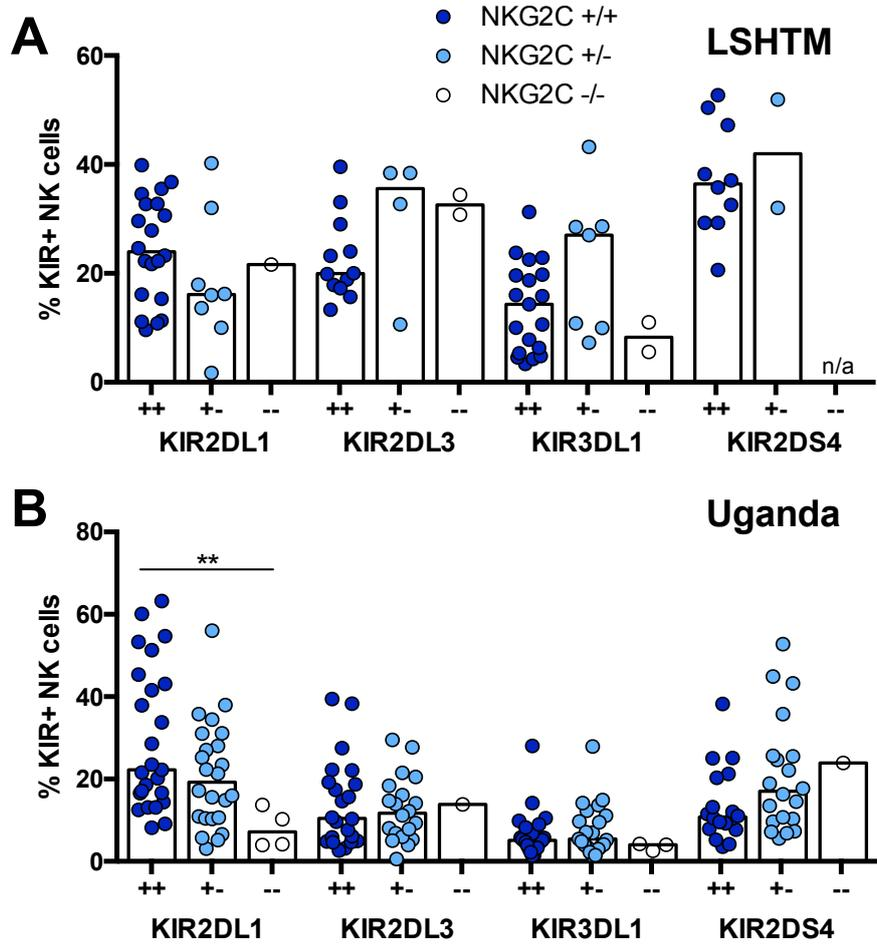 A
LSHTM
NKG2C +/+
NKG2C +/-
NKG2C -/-
% KIR+ NK cells
60
40
20
0
n/a
++ +- -- ++ +- -- ++ +- -- ++ +- --
KIR2DL1 KIR2DL3 KIR3DL1 KIR2DS4
B
Uganda
% KIR+ NK cells
80
60
40
20
0
**
++ +- -- ++ +- -- ++ +- -- ++ +- --
KIR2DL1 KIR2DL3 KIR3DL1 KIR2DS4